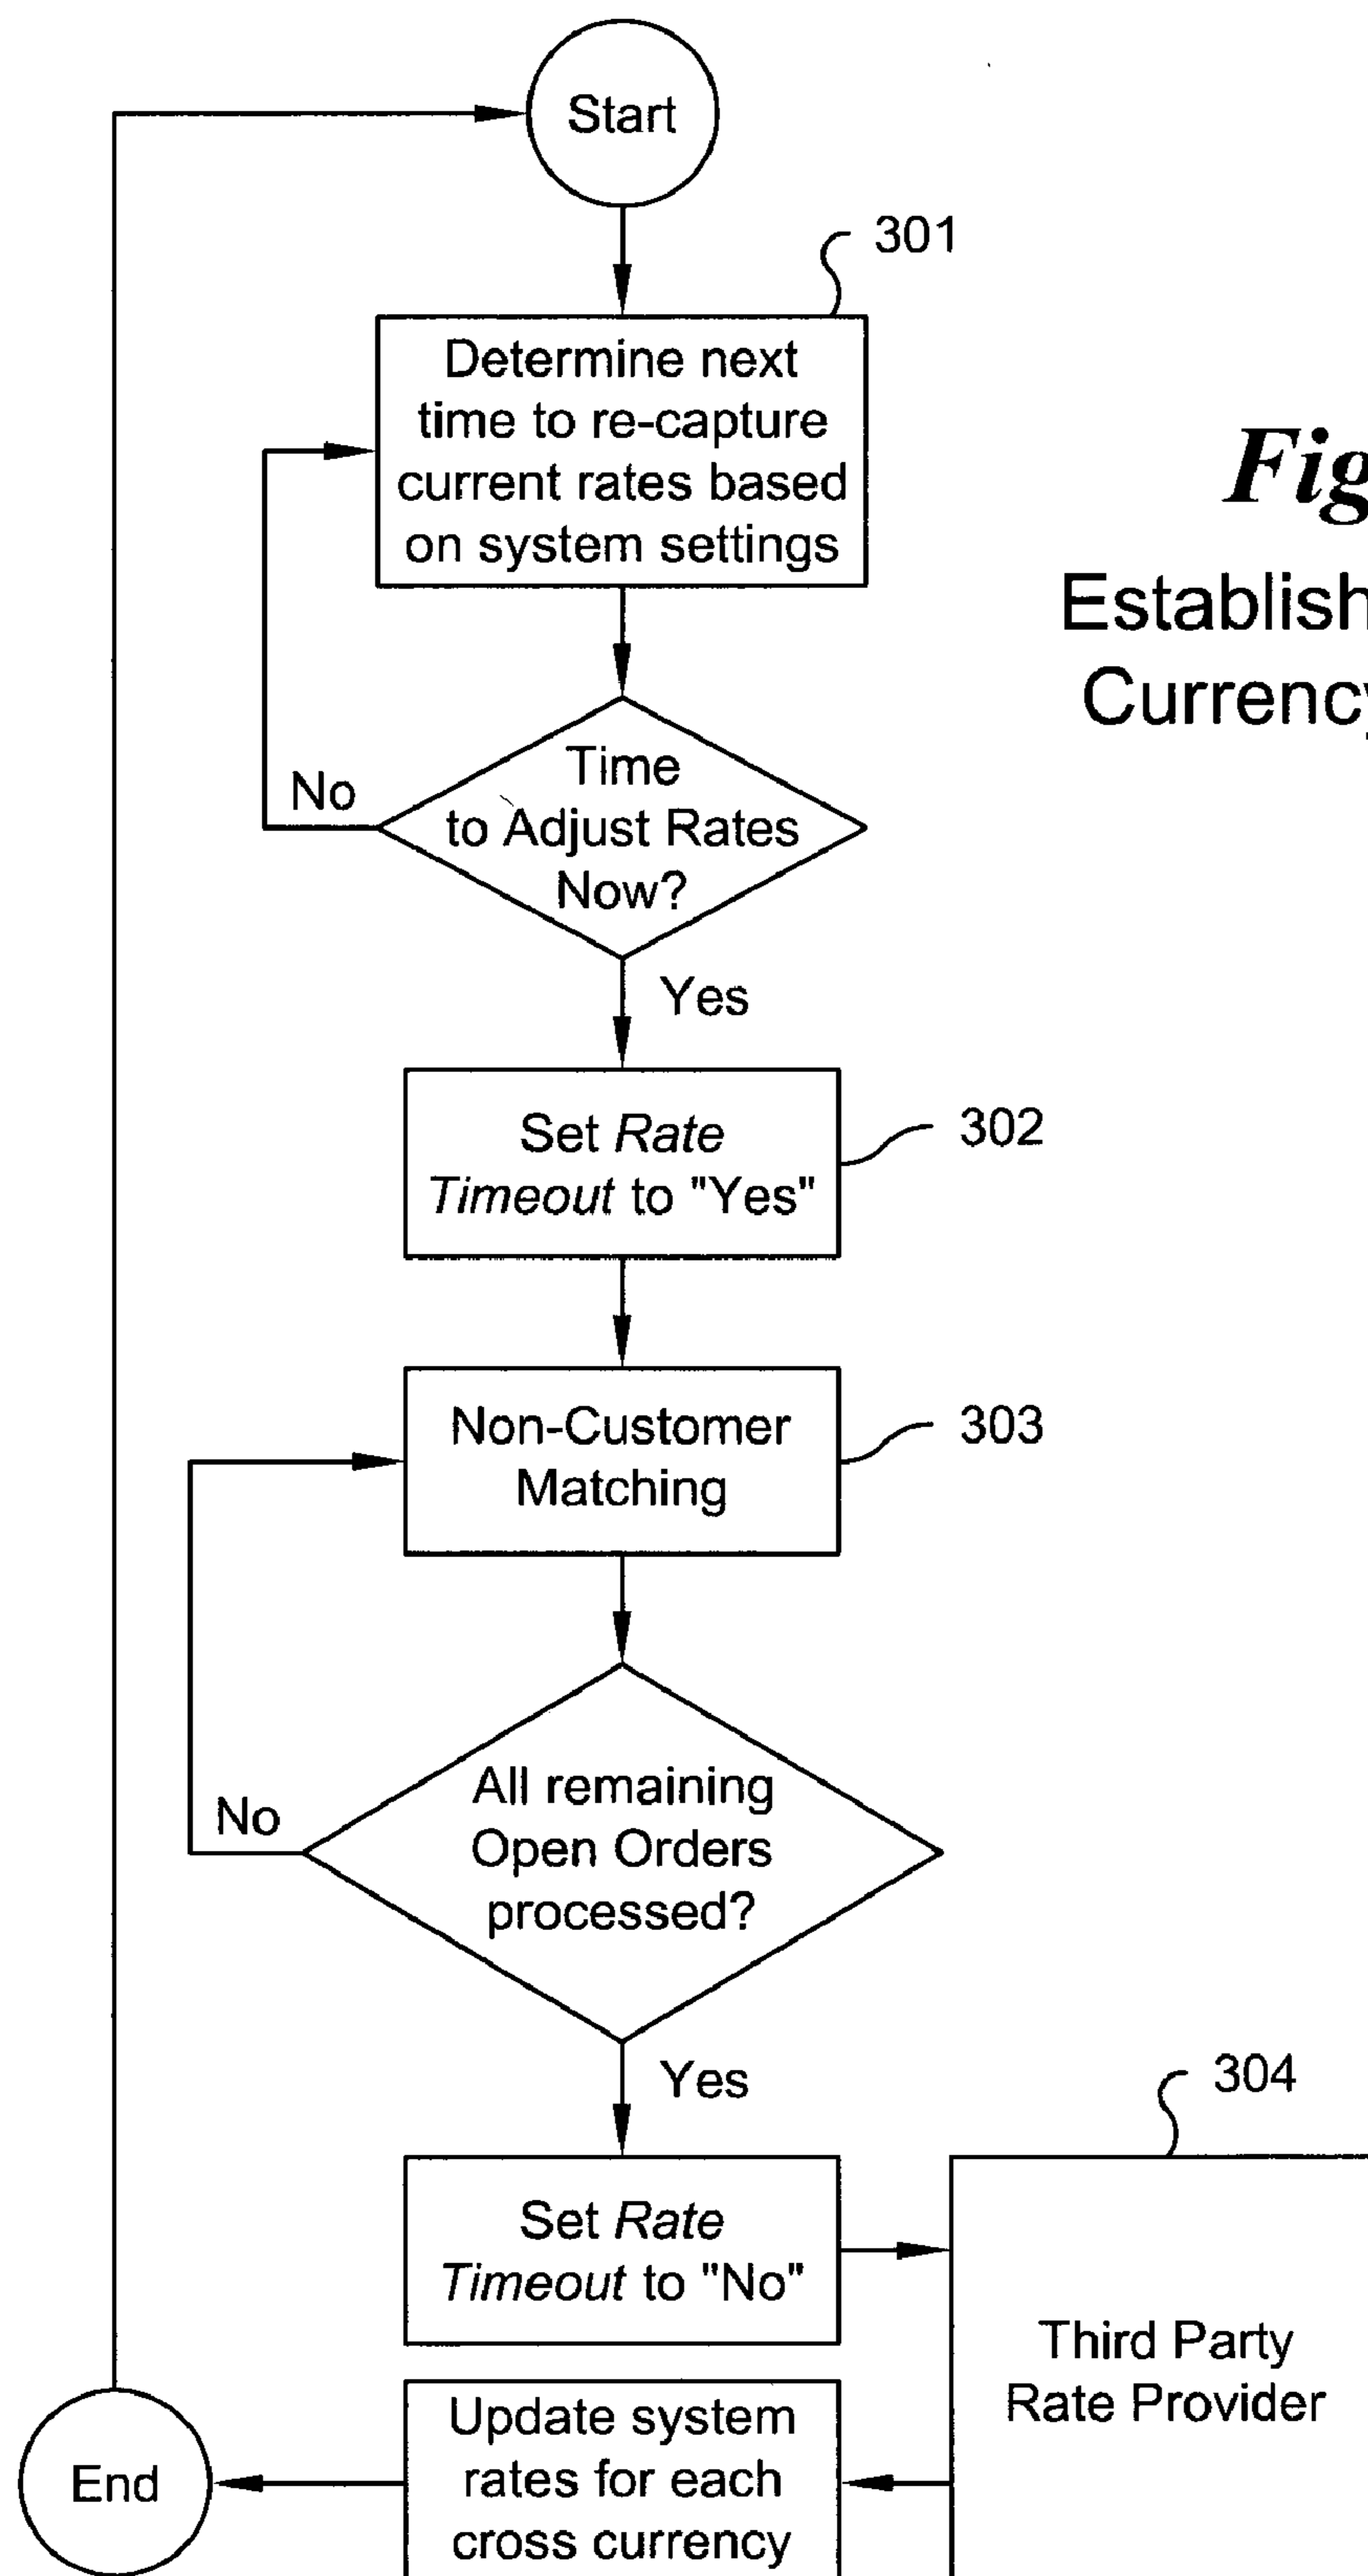 Start
301
Determine next
time to re-capture
current rates based
on system settings
Fig
Establish
Currency
Time
to Adjust Rates
Now?
No
Yes
Set Rate
Timeout to "Yes"
302
Non-Customer
Matching
303
All remaining
Open Orders
processed?
No
Yes
304
Set Rate
Timeout to "No"
Third Party
Rate Provider
Update system
rates for each
cross currency
End